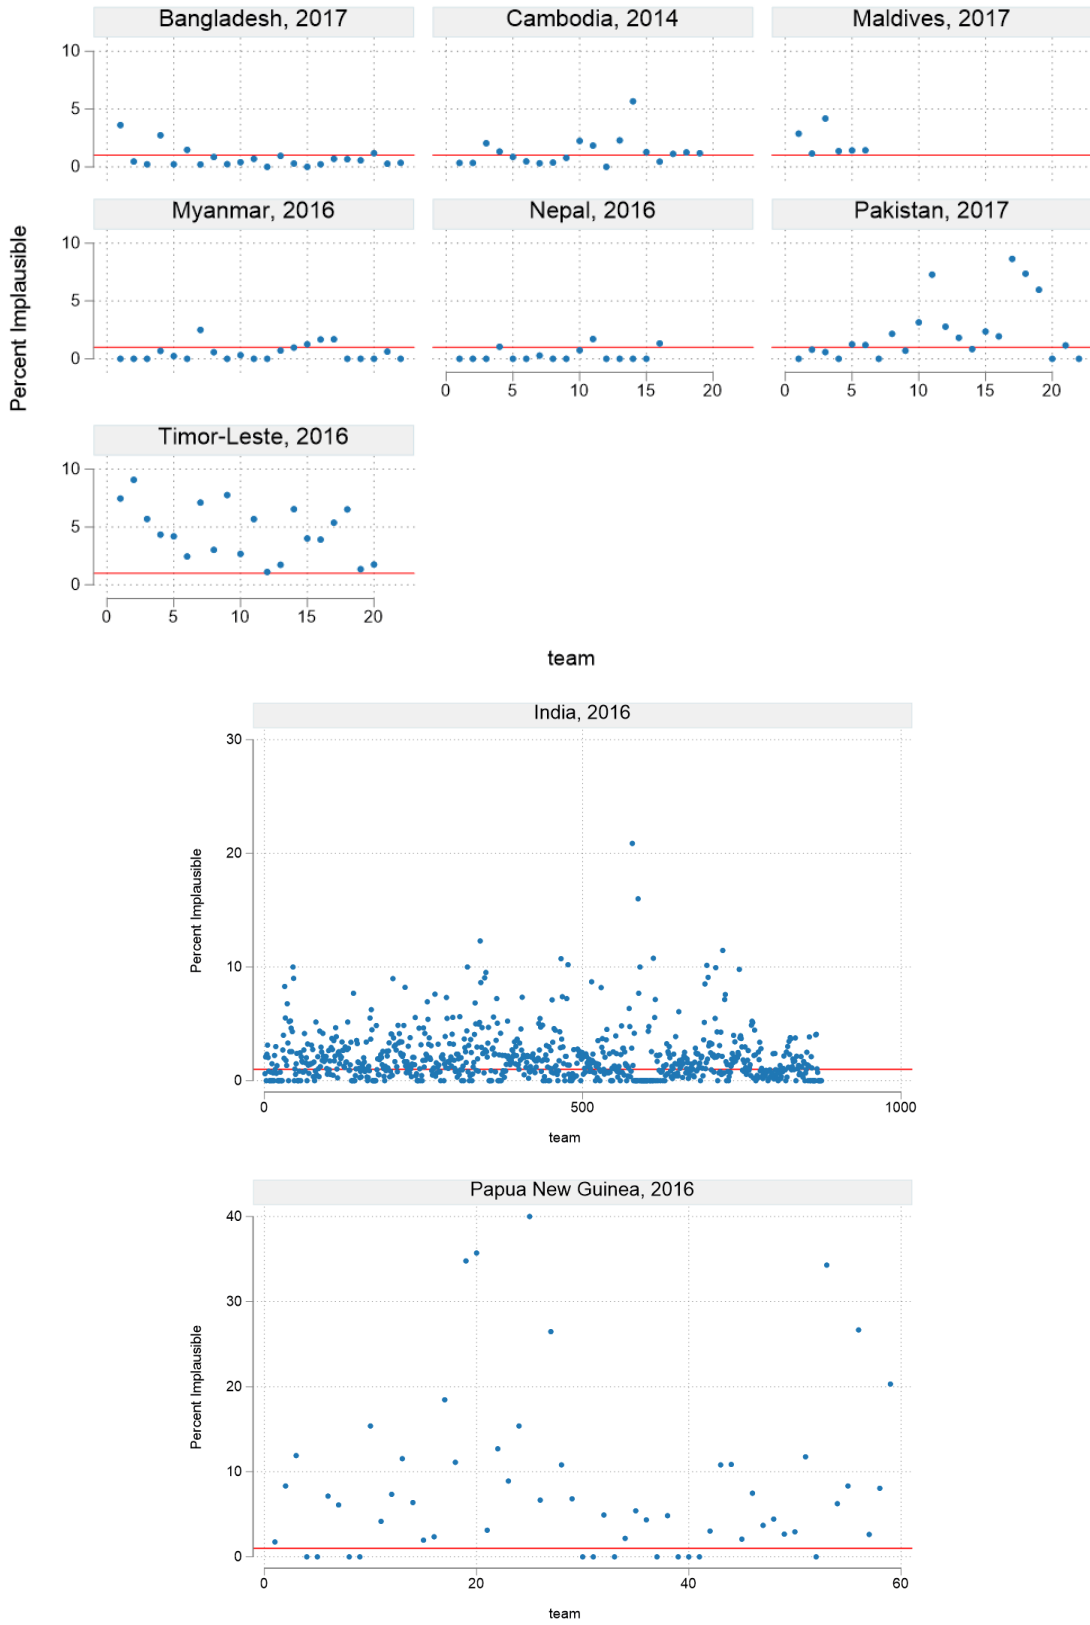 Bangladesh, 2017 Cambodia, 2014 Maldives, 2017
10
5
0
Myanmar, 2016 Nepal, 2016 Pakistan, 2017
10
5
0
0 5 10 15 20 0 5 10 15 20
Timor-Leste, 2016
10
5
0
0 5 10 15 20
Percent Implausible
team
India, 2016
30
20
10
0
0 500 1000
Percent Implausible
team
Papua New Guinea, 2016
40
30
20
10
0
0 20 40 60
Percent Implausible
team